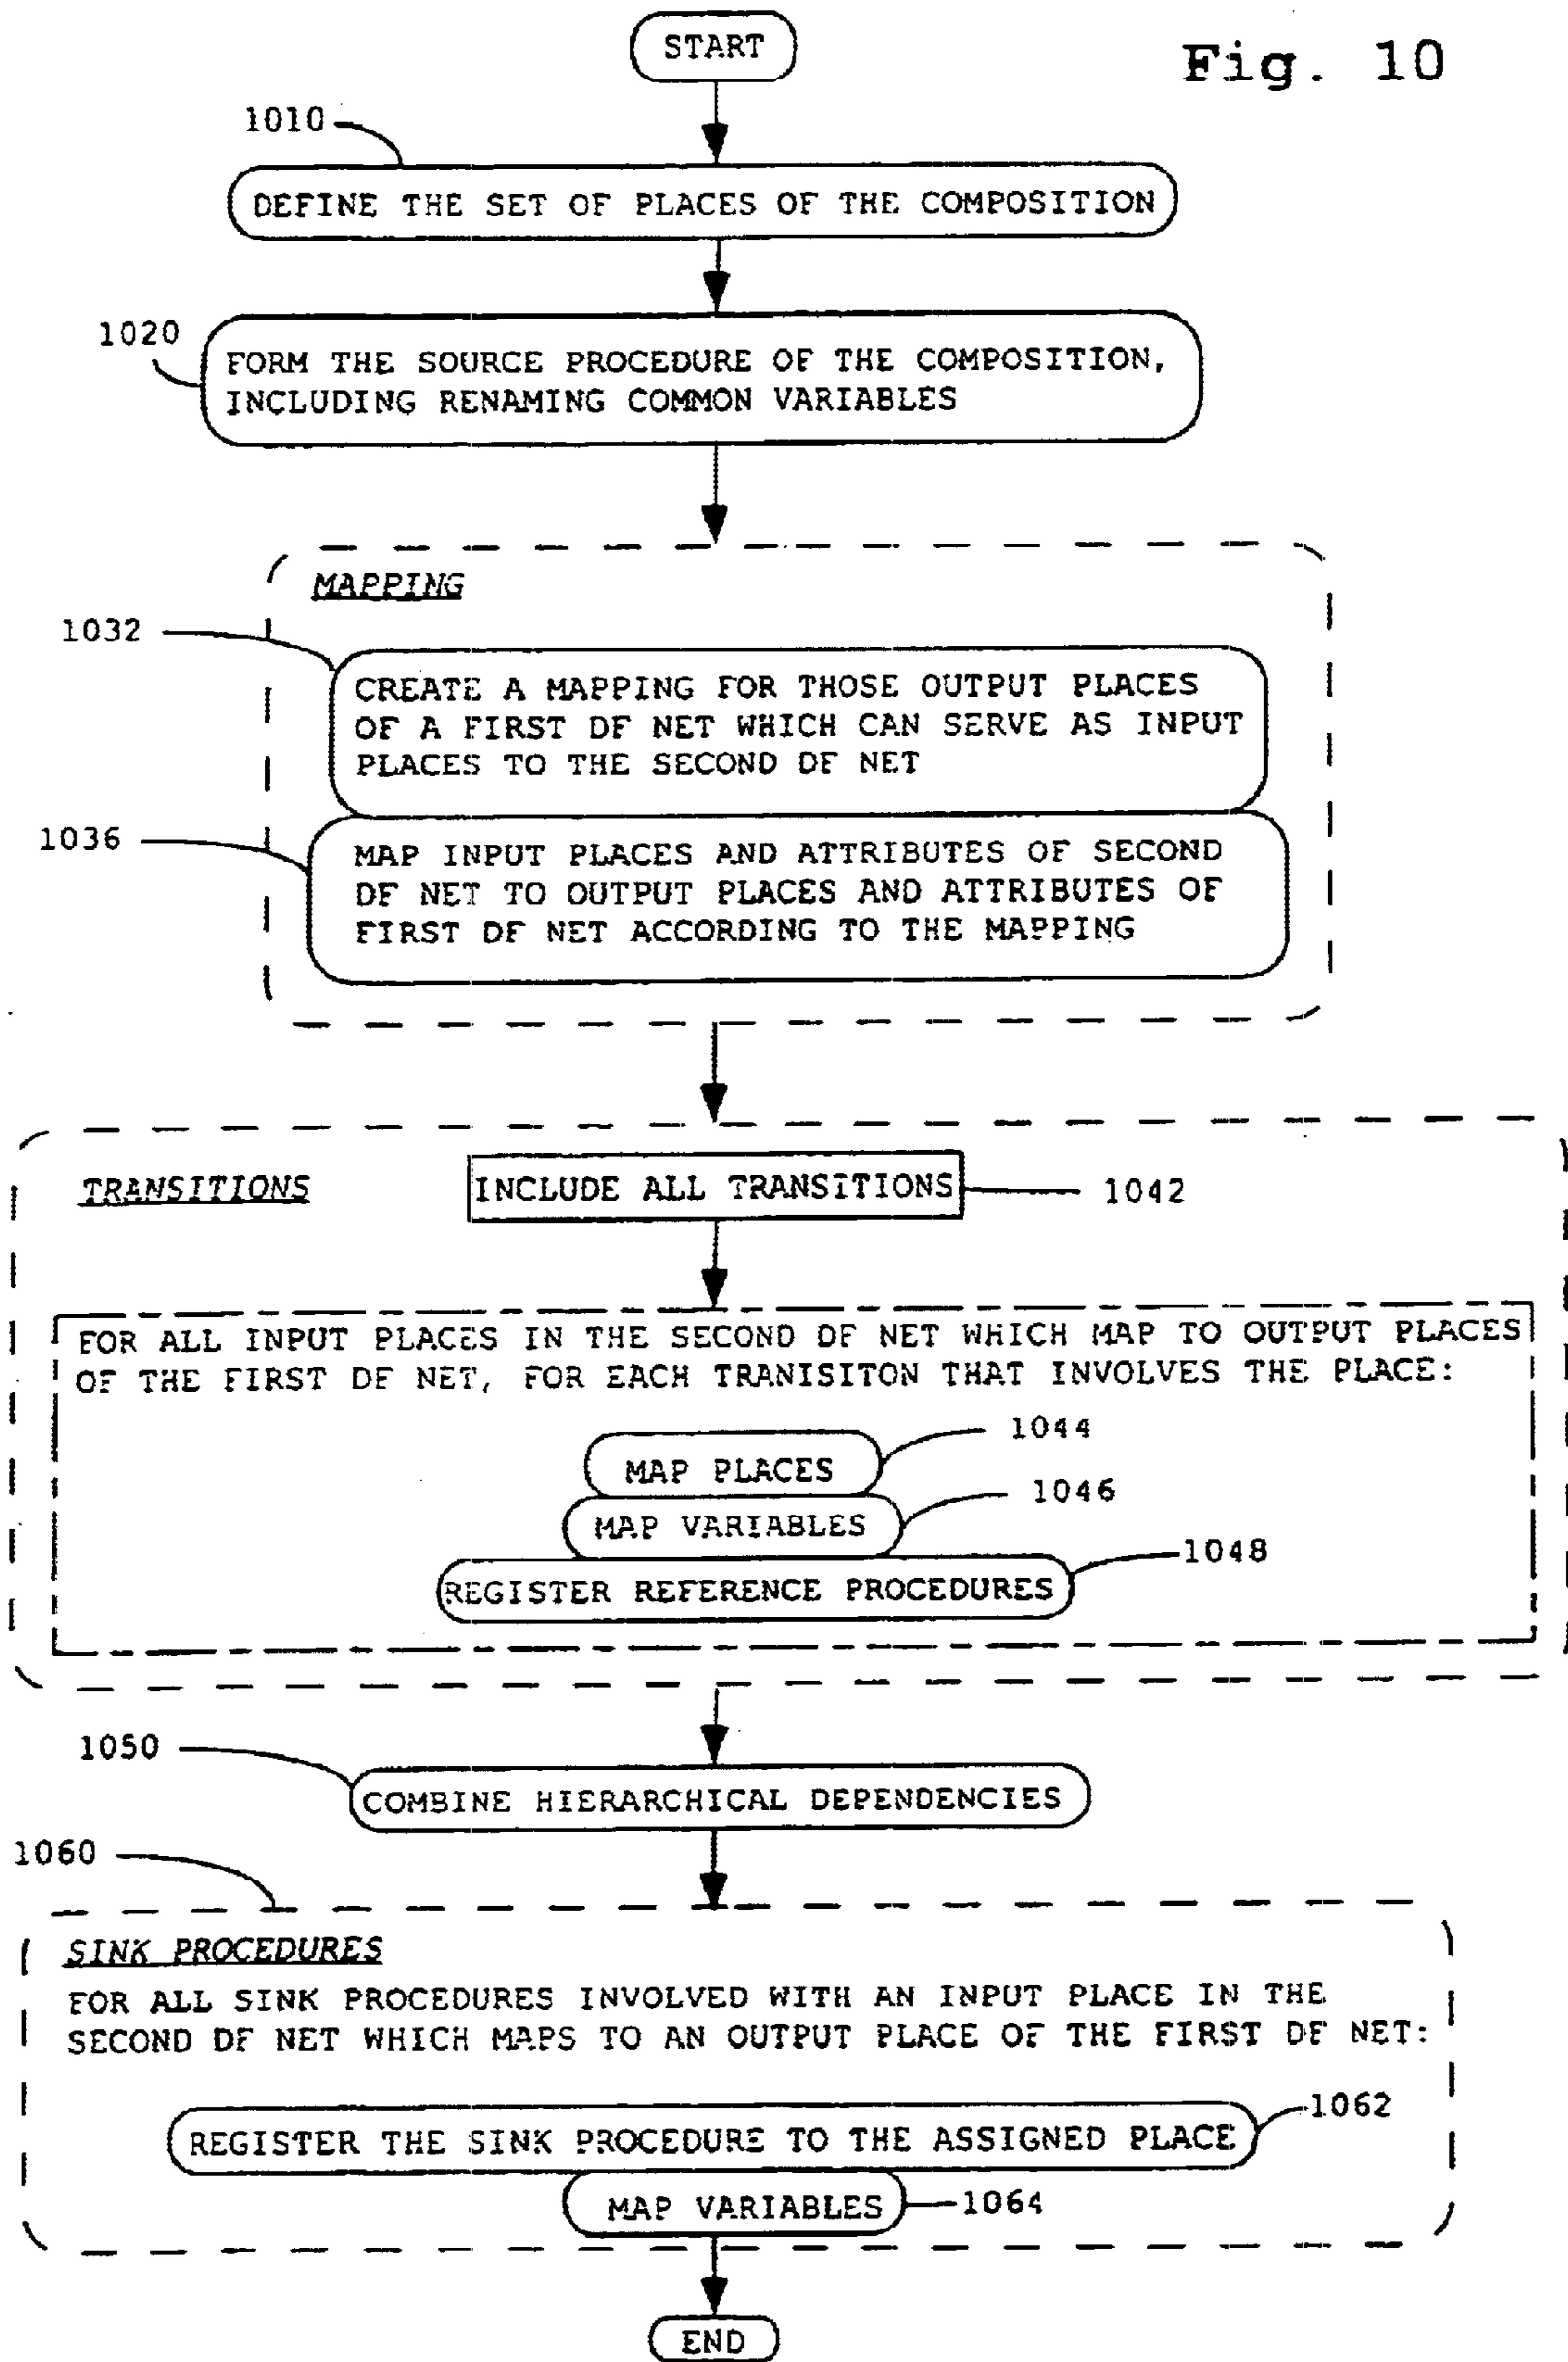 START
Fig. 10
1010
DEFINE THE SET OF PLACES OF THE COMPOSITION
1020
FORM THE SOURCE PROCEDURE OF THE COMPOSITION,
INCLUDING RENAMING COMMON VARIABLES
MAPPING
1032
CREATE A MAPPING FOR THOSE OUTPUT PLACES
OF A FIRST DF NET WHICH CAN SERVE AS INPUT
PLACES TO THE SECOND DF NET
1036
MAP INPUT PLACES AND ATTRIBUTES OF SECOND
DF NET TO OUTPUT PLACES AND ATTRIBUTES OF
FIRST DF NET ACCORDING TO THE MAPPING
TRANSITIONS
INCLUDE ALL TRANSITIONS
1042
FOR ALL INPUT PLACES IN THE SECOND DF NET WHICH MAP TO OUTPUT PLACES
OF THE FIRST DF NET, FOR EACH TRANISITON THAT INVOLVES THE PLACE:
1044
MAP PLACES
1046
MAP VARIABLES
1048
REGISTER REFERENCE PROCEDURES
1050
COMBINE HIERARCHICAL DEPENDENCIES
1060
SINK PROCEDURES
FOR ALL SINK PROCEDURES INVOLVED WITH AN INPUT PLACE IN THE
SECOND DF NET WHICH MAPS TO AN OUTPUT PLACE OF THE FIRST DF NET:
1062
REGISTER THE SINK PROCEDURE TO THE ASSIGNED PLACE
MAP VARIABLES
1064
END